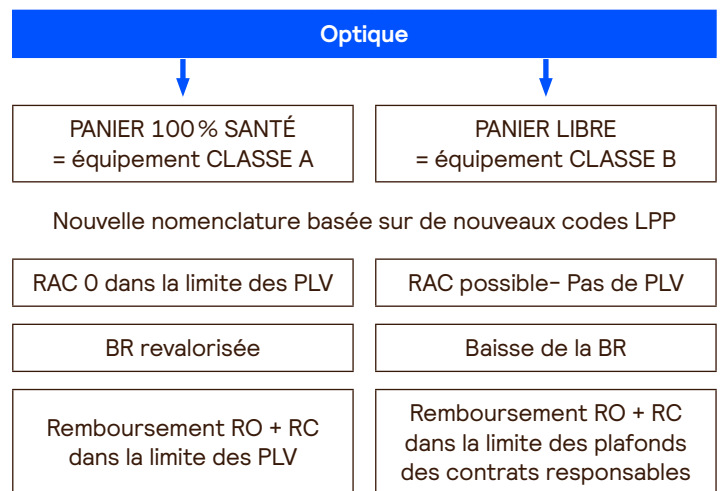 Optique
PANIER 100 % SANTÉ
= équipement CLASSE A
PANIER LIBRE
= équipement CLASSE B
Nouvelle nomenclature basée sur de nouveaux codes LPP
RAC 0 dans la limite des PLV
RAC possible- Pas de PLV
BR revalorisée
Baisse de la BR
Remboursement RO + RC
dans la limite des PLV
Remboursement RO + RC
dans la limite des plafonds
des contrats responsables